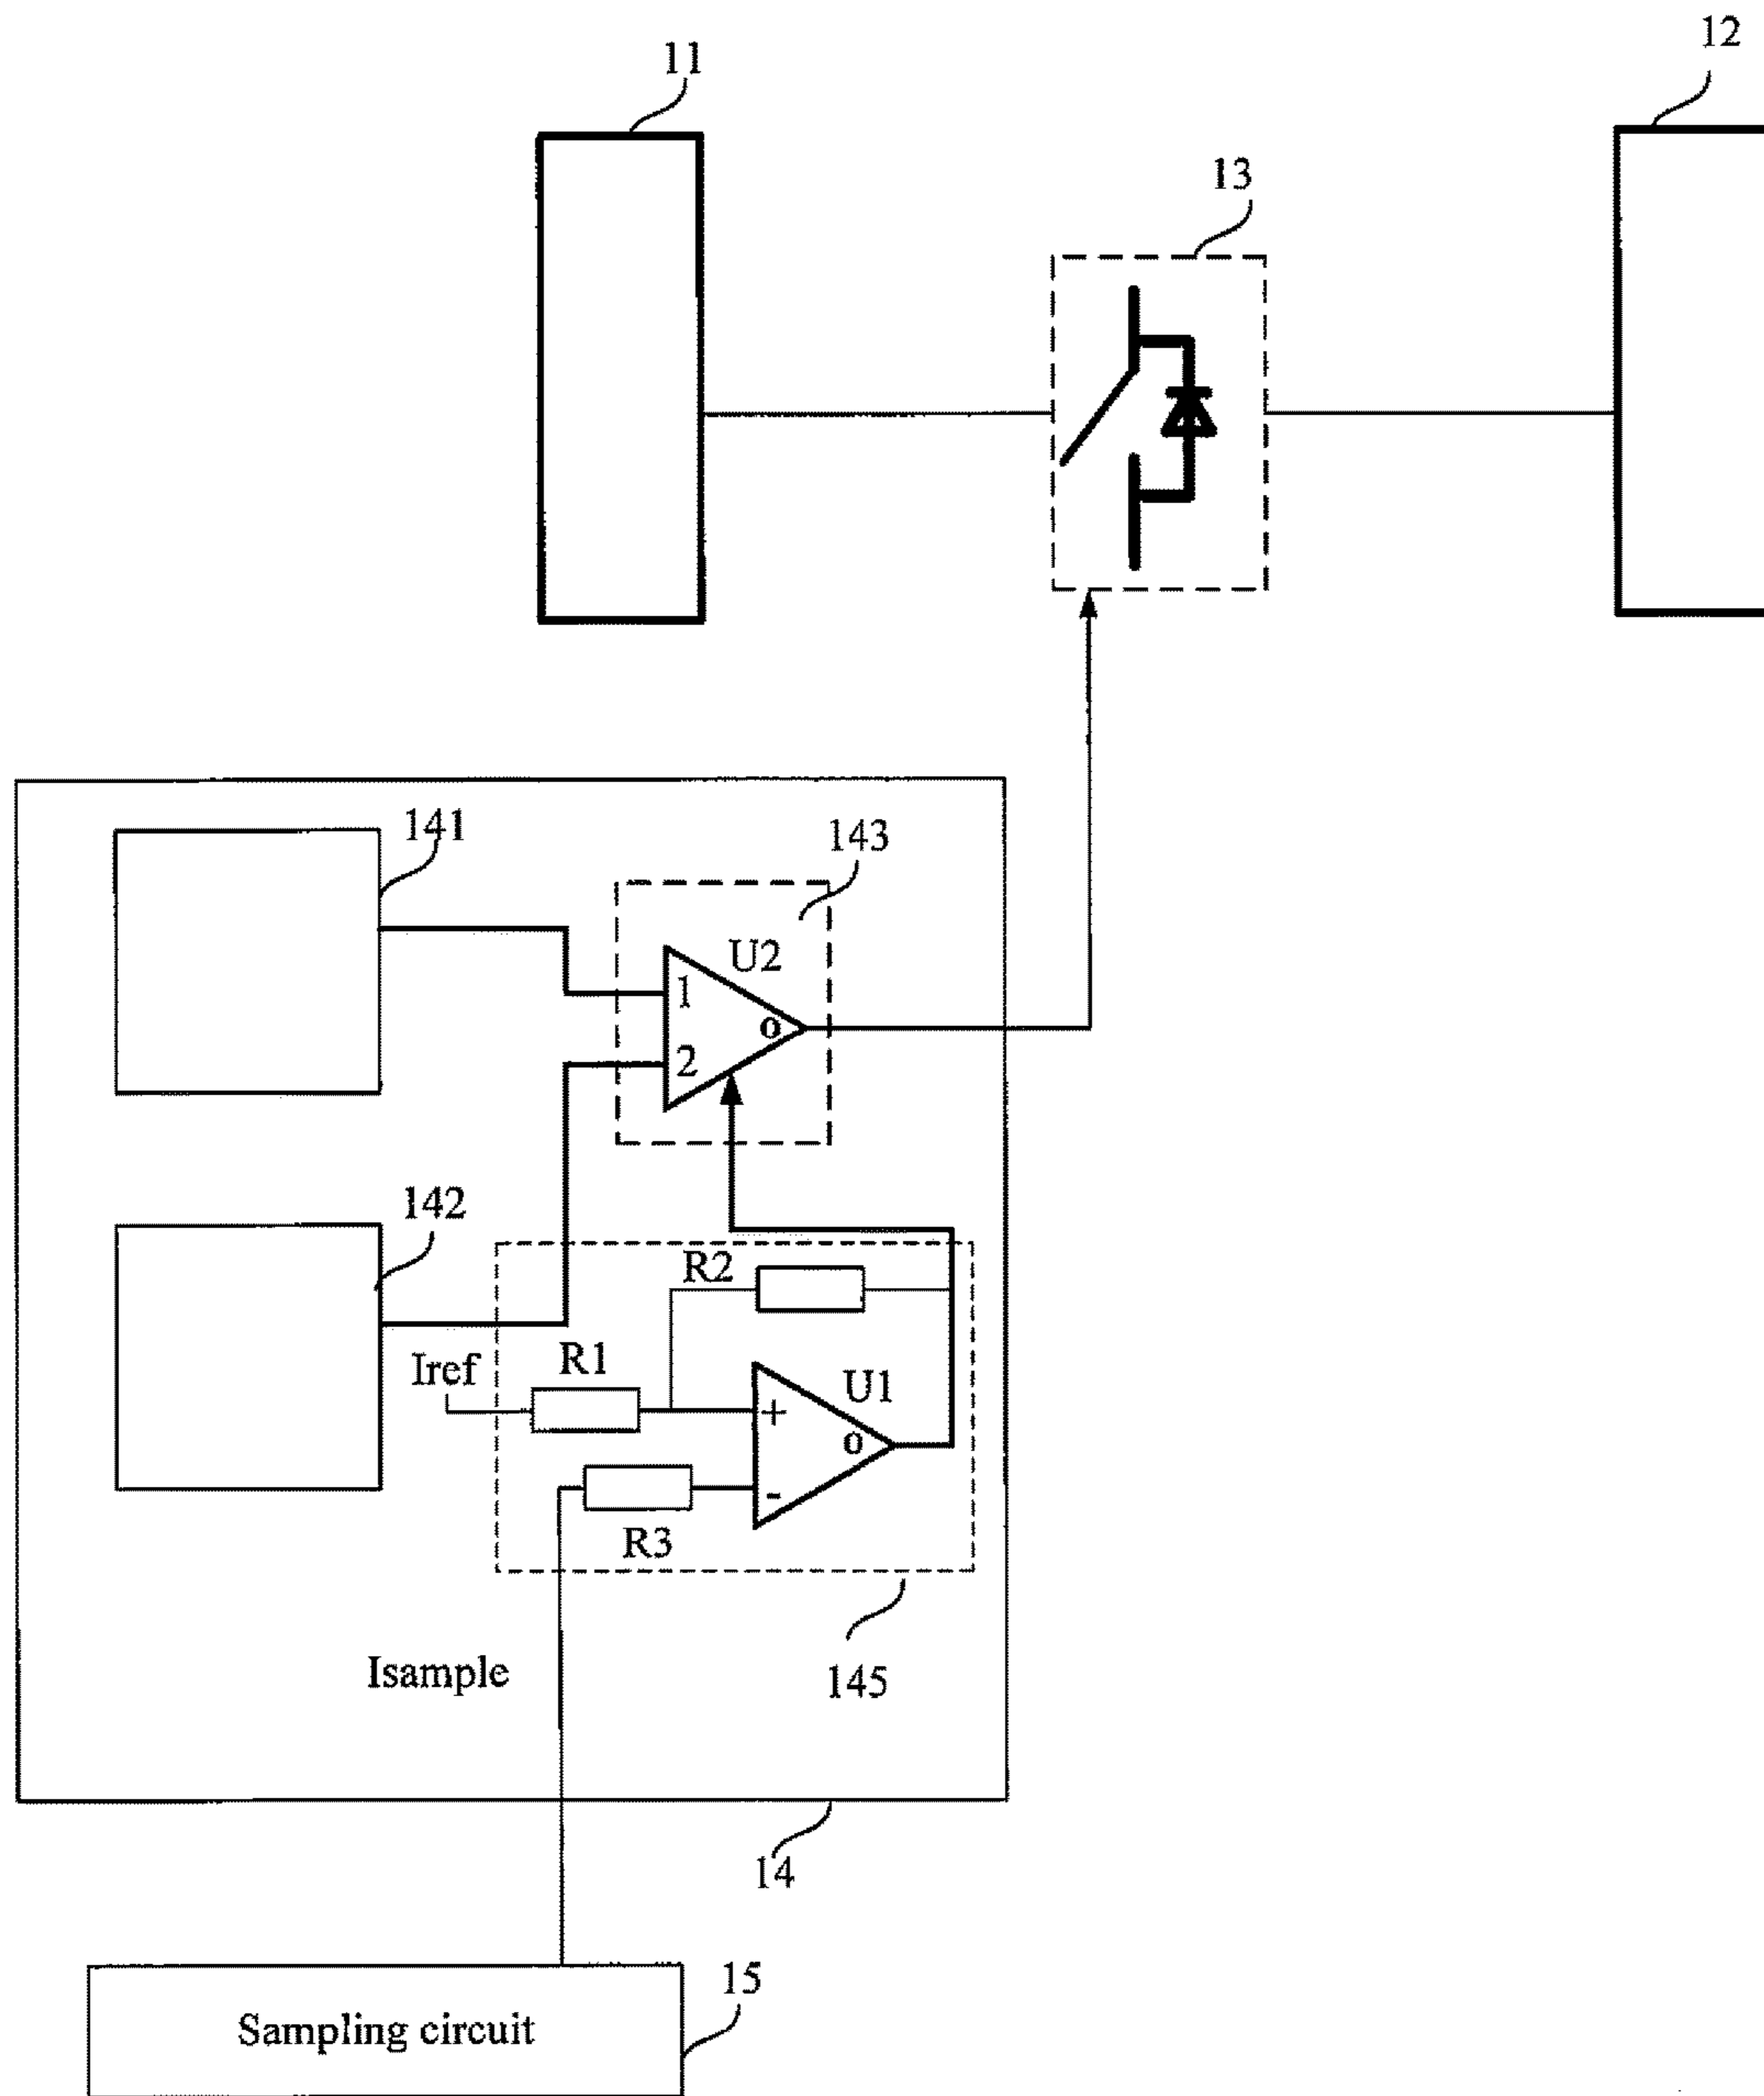 12
11
13
141
143
U2
1
o
2
142
R2
R1
Iref
U1
+
o
-
R3
Isample
145
14
15
Sampling circuit